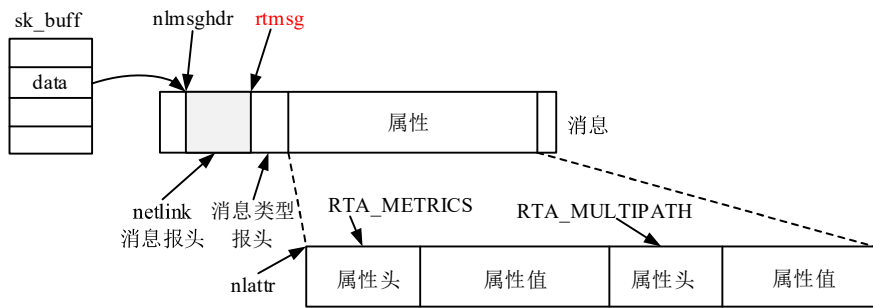 sk_buff
nlmsghdr
rtmsg
data
属性
消息
netlink
消息报头
消息类型
报头
RTA_METRICS
RTA_MULTIPATH
nlattr
属性头
属性值
属性头
属性值